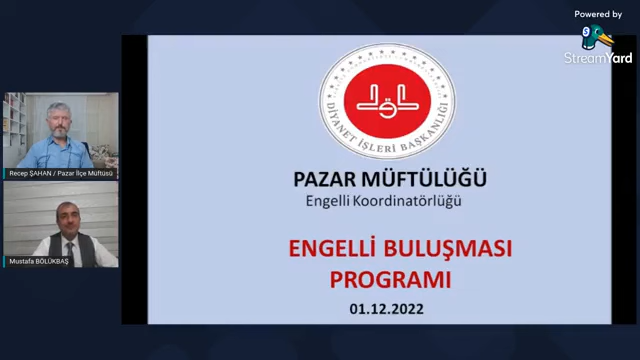 Powered by
StreamYard
DİYANET İŞLERİ BAŞKANLIĞI
PAZAR MÜFTÜLÜĞÜ
Engelli Koordinatörlüğü
ENGELLİ BULUŞMASI
PROGRAMI
01.12.2022
Recep ŞAHAN / Pazar İlçe Müftüsü
Mustafa BÖLÜKBAŞ